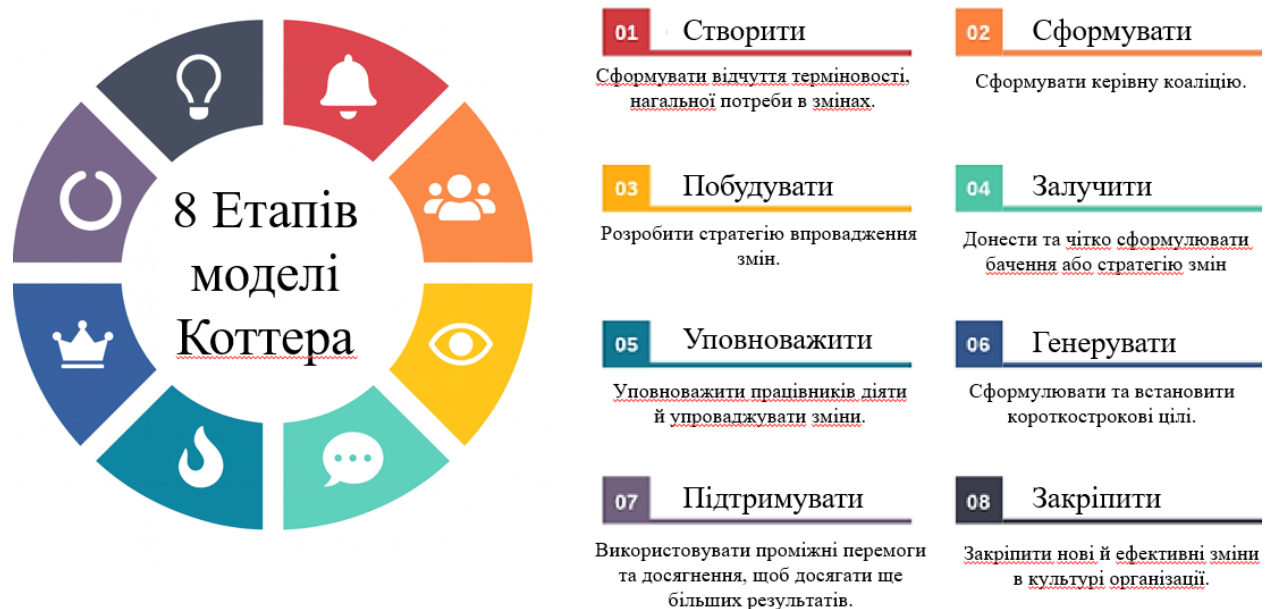 8 Етапів
моделі
Коттера
01 Створити
Сформувати відчуття терміновості,
нагальної потреби в змінах.
02 Сформувати
Сформувати керівну коаліцію.
03 Побудувати
Розробити стратегію впровадження
змін.
04 Залучити
Донести та чітко сформулювати
бачення або стратегію змін
05 Уповноважити
Уповноважити працівників діяти
й упроваджувати зміни.
06 Генерувати
Сформулювати та встановити
короткострокові цілі.
07 Підтримувати
Використовувати проміжні перемоги
та досягнення, щоб досягати ще
більших результатів.
08 Закріпити
Закріпити нові й ефективні зміни
в культурі організації.